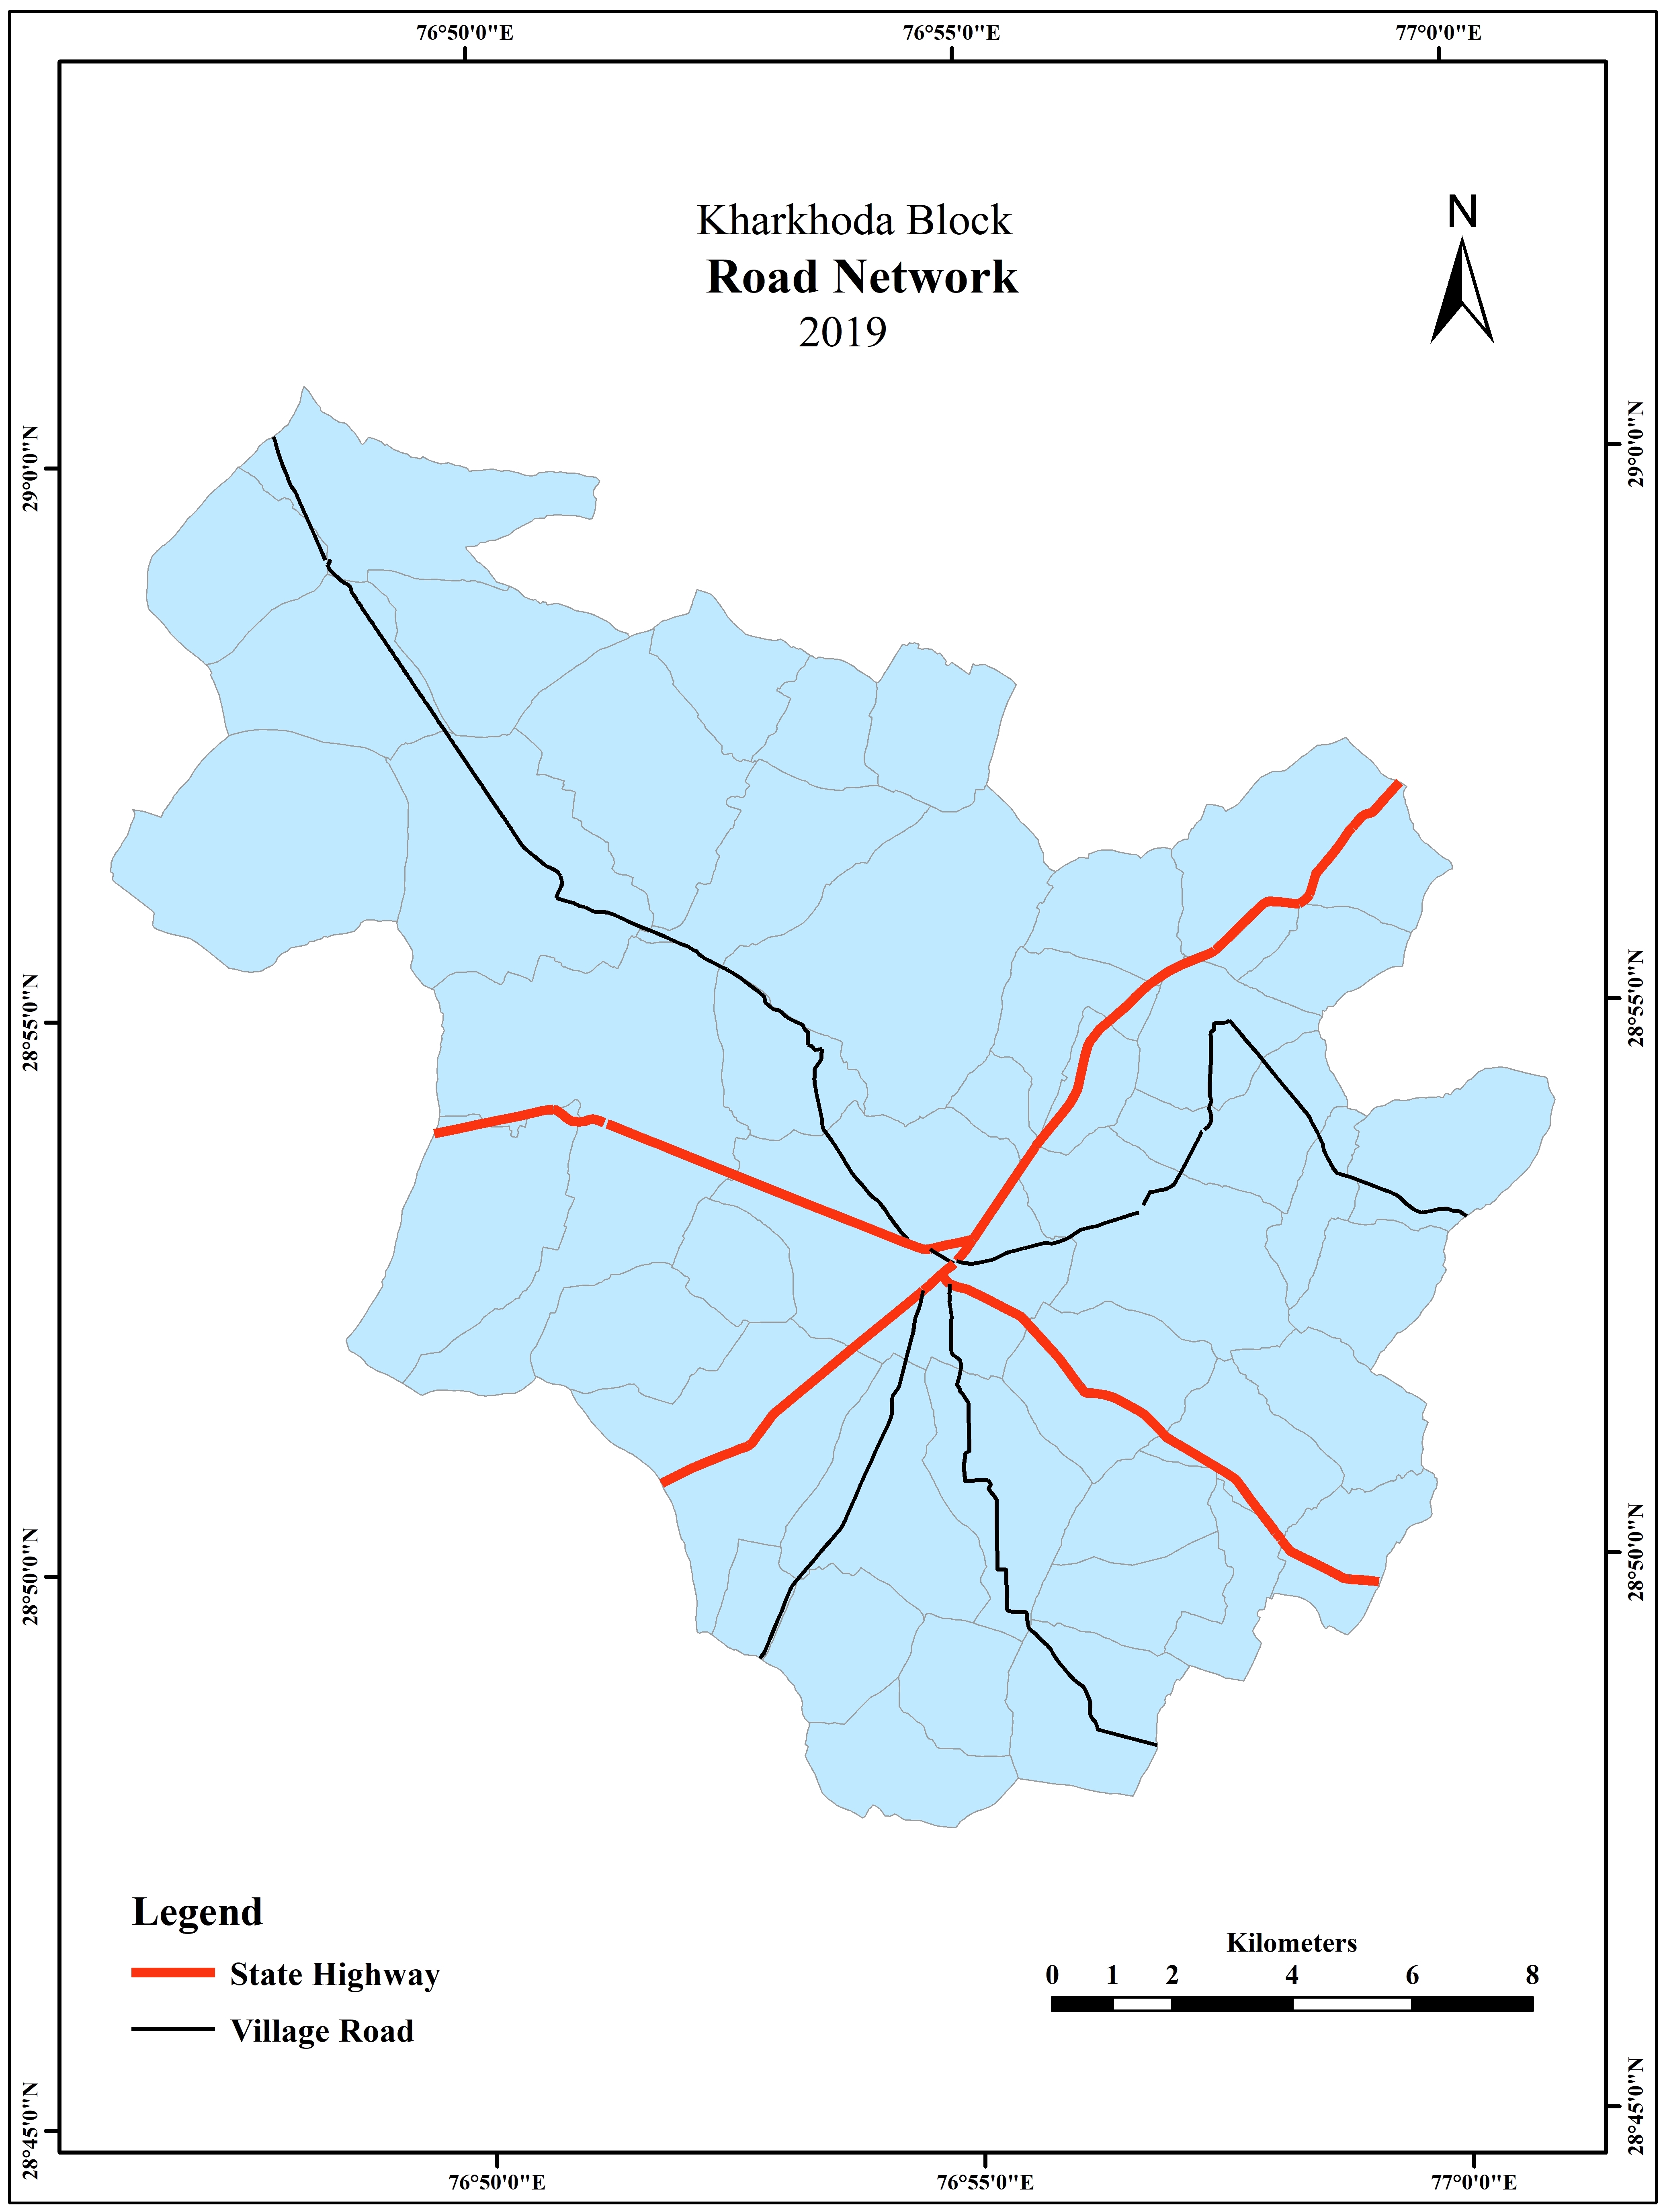 76°50'0"E
76°55'0"E
77°0'0"E
Kharkhoda Block
Road Network
2019
N
29°0'0"N
29°0'0"N
28°55'0"N
28°55'0"N
28°50'0"N
28°50'0"N
Legend
State Highway
Village Road
Kilometers
0 1 2 4 6 8
28°45'0"N
28°45'0"N
76°50'0"E
76°55'0"E
77°0'0"E